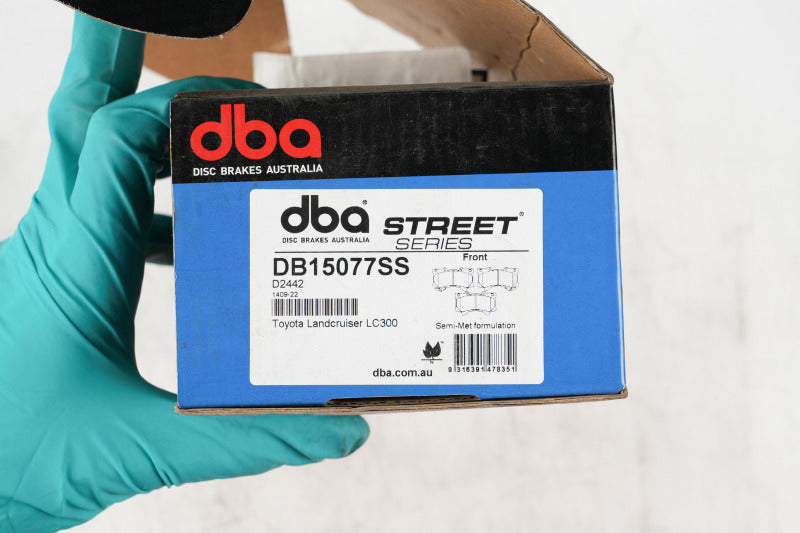 dba
DISC BRAKES AUSTRALIA
dba®
DISC BRAKES AUSTRALIA
STREET®
SERIES
DB15077SS
Front
D2442
1409-22
Toyota Landcruiser LC300
Semi-Met formulation
dba.com.au
9 316391 478351